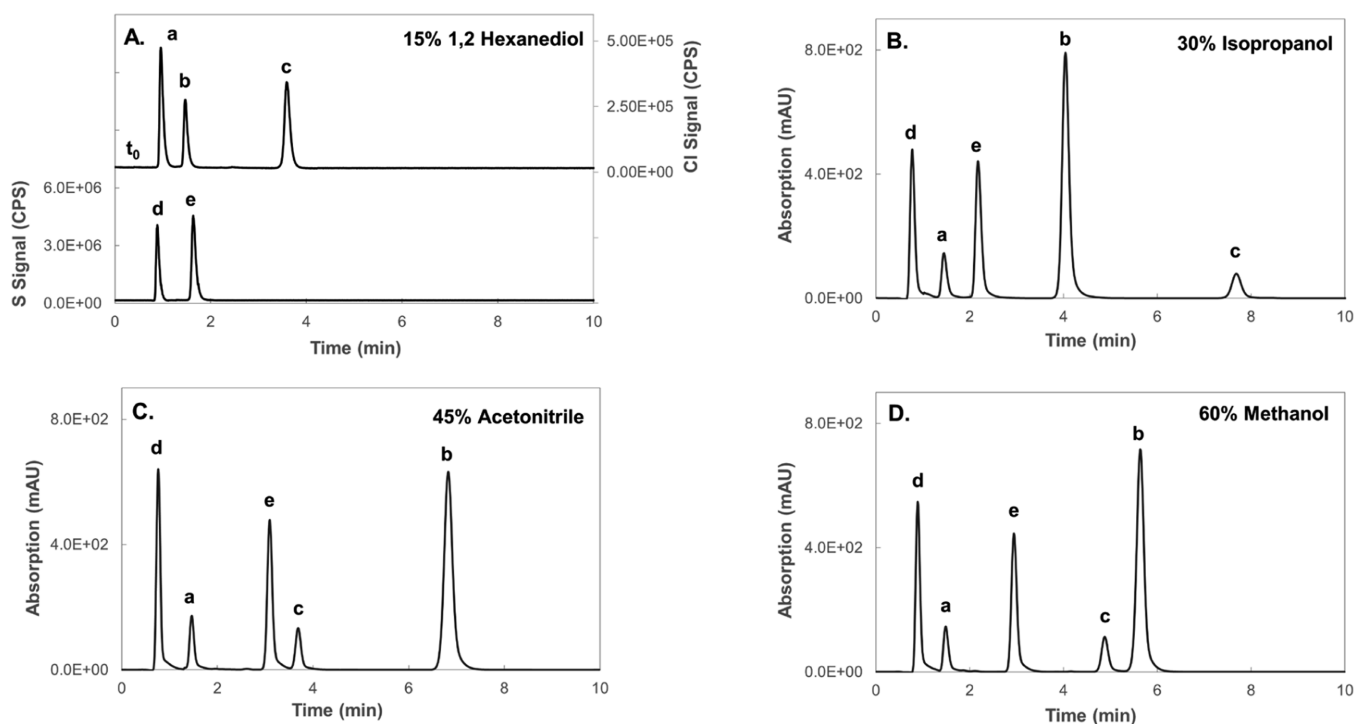 A.
15% 1,2 Hexanediol
a
b
c
t0
5.00E+05
2.50E+05
0.00E+00
Cl Signal (CPS)
6.0E+06
3.0E+06
0.0E+00
S Signal (CPS)
d
e
0 2 4 6 8 10
Time (min)
B.
30% Isopropanol
8.0E+02
4.0E+02
0.0E+00
Absorption (mAU)
d
a
e
b
c
0 2 4 6 8 10
Time (min)
C.
45% Acetonitrile
8.0E+02
4.0E+02
0.0E+00
Absorption (mAU)
d
a
e
c
b
0 2 4 6 8 10
Time (min)
D.
60% Methanol
8.0E+02
4.0E+02
0.0E+00
Absorption (mAU)
d
a
e
c
b
0 2 4 6 8 10
Time (min)